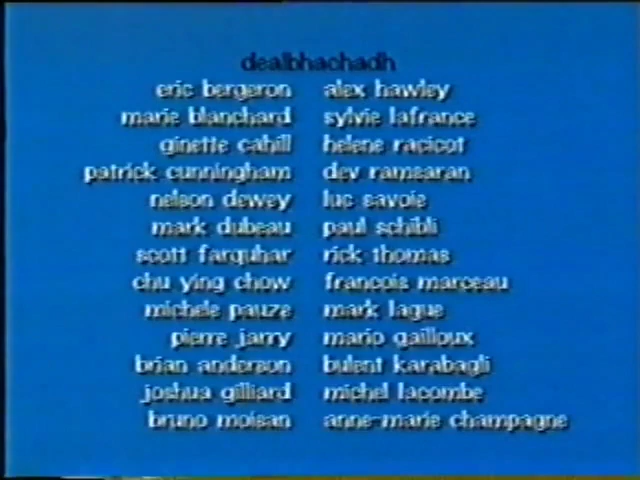 dealbhachadh
eric bergeron alex hawley
marie blanchard sylvie lafrance
ginette cahill helene racicot
patrick cunningham dev ramsaran
nelson dewey luc savoie
mark dubeau paul schibli
scott farquhar rick thomas
chu ying chow francois marceau
michele pauze mark lague
pierre jarry mario gailloux
brian anderson bulent karabagli
joshua gilliard michel lacombe
bruno moisan anne-marie champagne